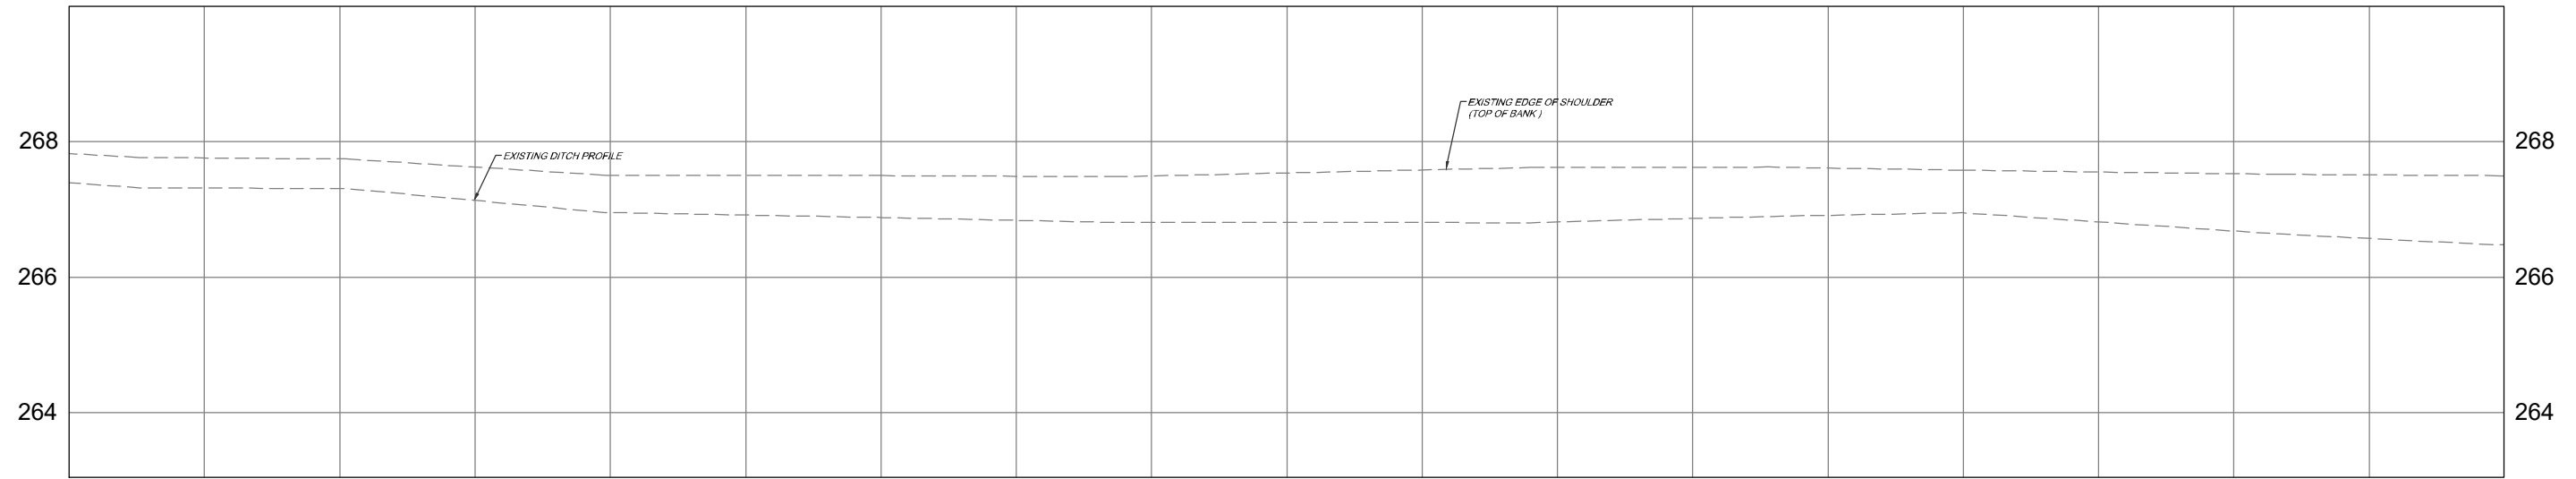 EXISTING EDGE OF SHOULDER
(TOP OF BANK )
268
268
EXISTING DITCH PROFILE
266
266
264
264